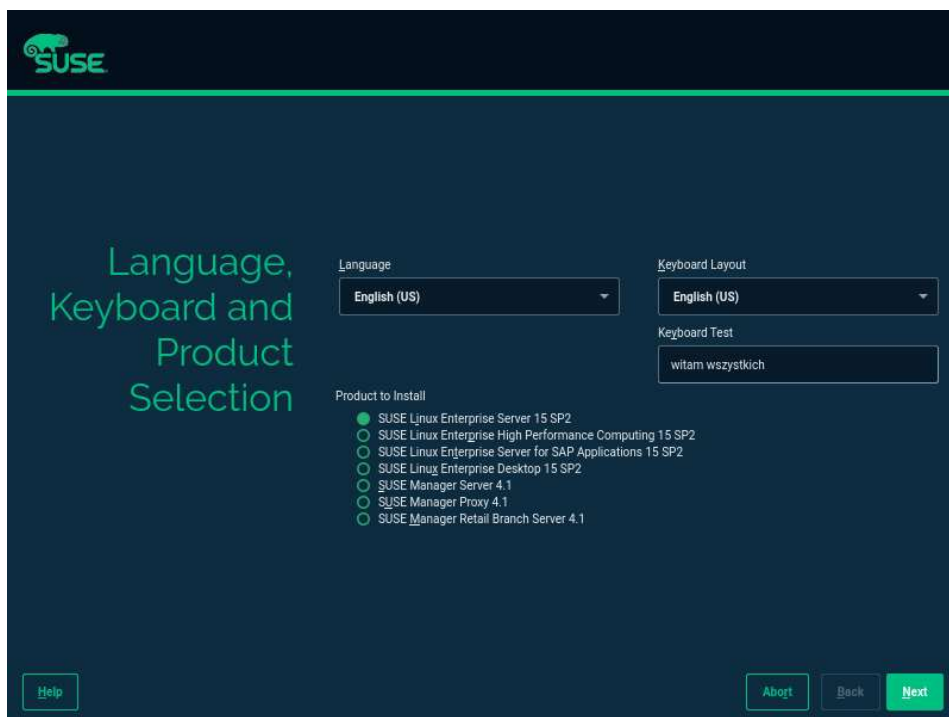 SUSE
Language,
Keyboard and
Product
Selection
Language
English (US)
Keyboard Layout
English (US)
Keyboard Test
witam wszystkich
Product to Install
SUSE Linux Enterprise Server 15 SP2
SUSE Linux Enterprise High Performance Computing 15 SP2
SUSE Linux Enterprise Server for SAP Applications 15 SP2
SUSE Linux Enterprise Desktop 15 SP2
SUSE Manager Server 4.1
SUSE Manager Proxy 4.1
SUSE Manager Retail Branch Server 4.1
Help
Abort
Back
Next